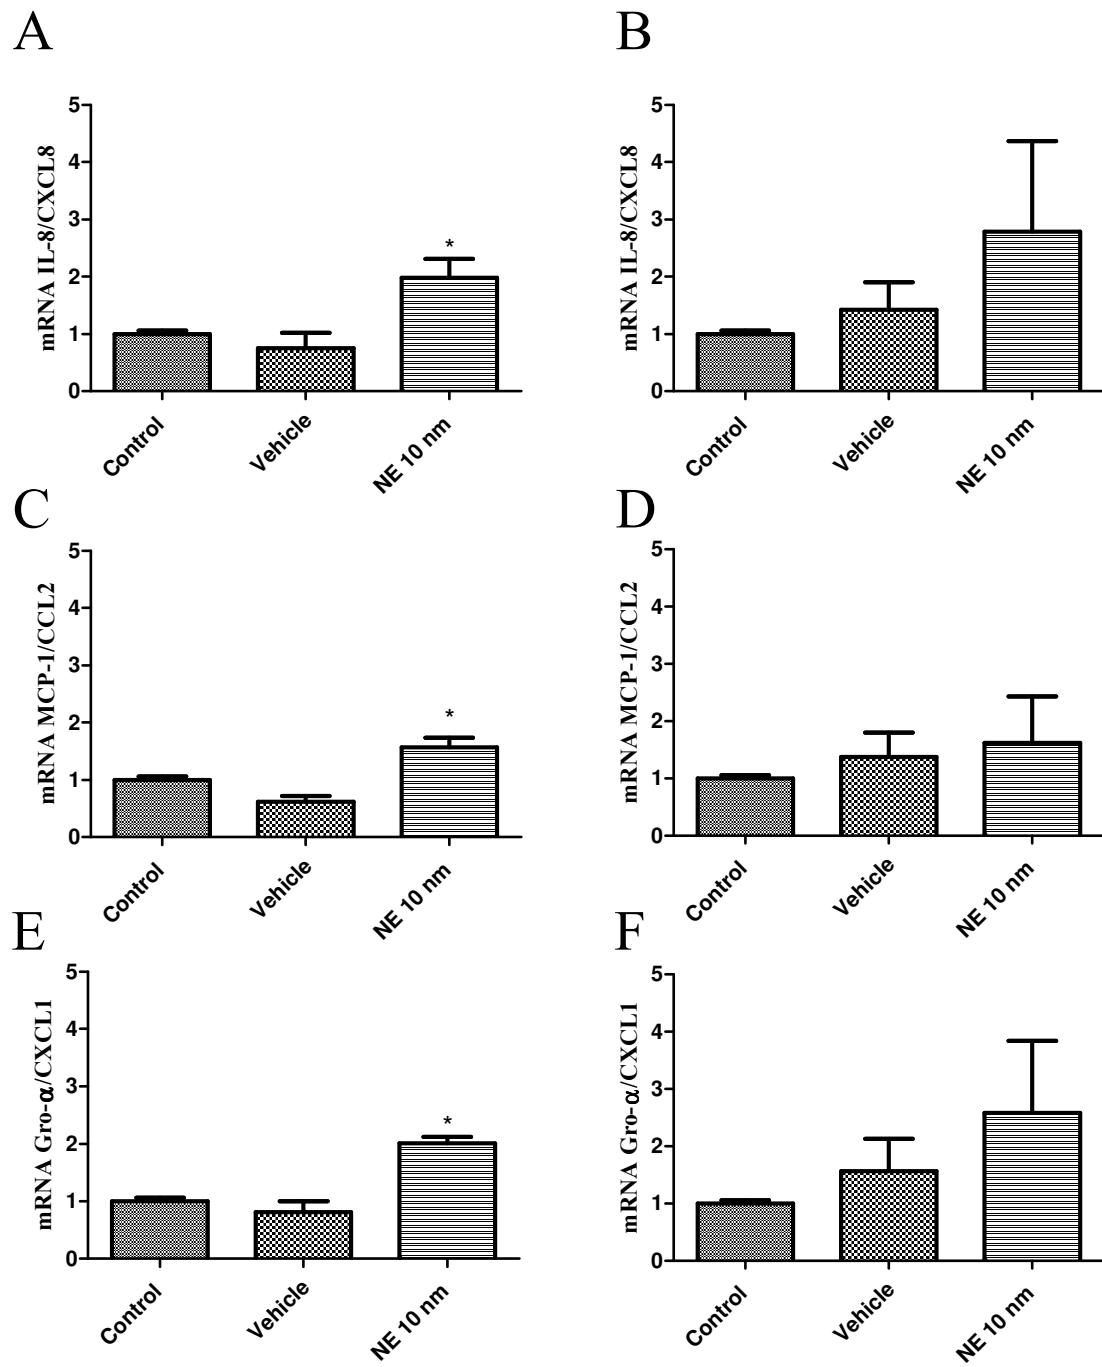 A
mRNA IL-8/CXCL8
5
4
3
2
1
0
*
Control
Vehicle
NE 10 nm
B
mRNA IL-8/CXCL8
5
4
3
2
1
0
Control
Vehicle
NE 10 nm
C
mRNA MCP-1/CCL2
5
4
3
2
1
0
*
Control
Vehicle
NE 10 nm
D
mRNA MCP-1/CCL2
5
4
3
2
1
0
Control
Vehicle
NE 10 nm
E
mRNA Gro-α/CXCL1
5
4
3
2
1
0
*
Control
Vehicle
NE 10 nm
F
mRNA Gro-α/CXCL1
5
4
3
2
1
0
Control
Vehicle
NE 10 nm